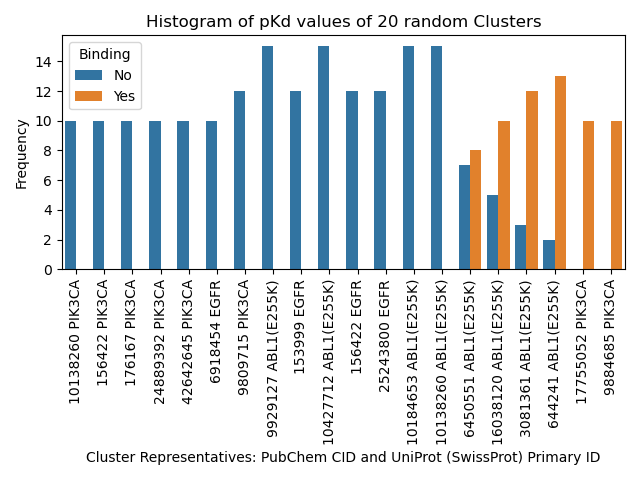 Histogram of pKd values of 20 random Clusters
Binding
No
Yes
Frequency
14
12
10
8
6
4
2
0
10138260 PIK3CA
156422 PIK3CA
176167 PIK3CA
24889392 PIK3CA
42642645 PIK3CA
6918454 EGFR
9809715 PIK3CA
9929127 ABL1(E255K)
153999 EGFR
10427712 ABL1(E255K)
156422 EGFR
25243800 EGFR
10184653 ABL1(E255K)
10138260 ABL1(E255K)
6450551 ABL1(E255K)
16038120 ABL1(E255K)
3081361 ABL1(E255K)
644241 ABL1(E255K)
17755052 PIK3CA
9884685 PIK3CA
Cluster Representatives: PubChem CID and UniProt (SwissProt) Primary ID